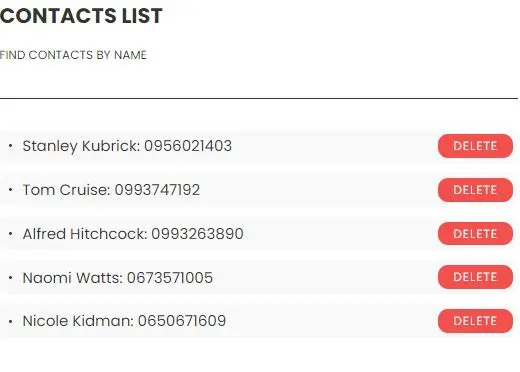 CONTACTS LIST
FIND CONTACTS BY NAME
• Stanley Kubrick: 0956021403 DELETE
• Tom Cruise: 0993747192 DELETE
• Alfred Hitchcock: 0993263890 DELETE
• Naomi Watts: 0673571005 DELETE
• Nicole Kidman: 0650671609 DELETE